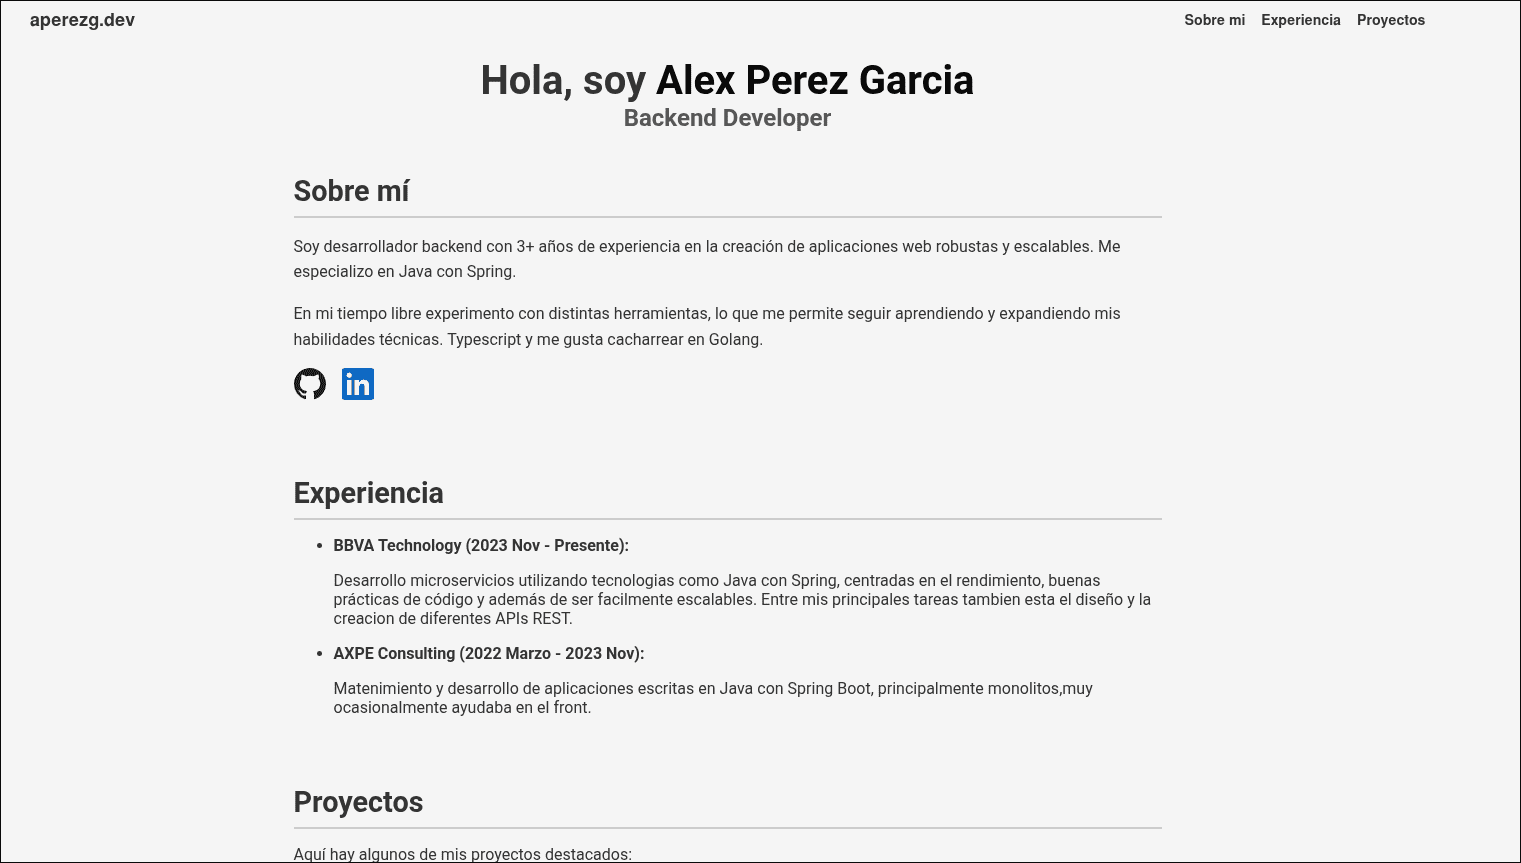 aperezg.dev
Sobre mi Experiencia Proyectos
Hola, soy Alex Perez Garcia
Backend Developer
Sobre mí
Soy desarrollador backend con 3+ años de experiencia en la creación de aplicaciones web robustas y escalables. Me
especializo en Java con Spring.
En mi tiempo libre experimento con distintas herramientas, lo que me permite seguir aprendiendo y expandiendo mis
habilidades técnicas. Typescript y me gusta cacharrear en Golang.
in
Experiencia
• BBVA Technology (2023 Nov - Presente):
Desarrollo microservicios utilizando tecnologias como Java con Spring, centradas en el rendimiento, buenas
prácticas de código y además de ser facilmente escalables. Entre mis principales tareas tambien esta el diseño y la
creacion de diferentes APIs REST.
• AXPE Consulting (2022 Marzo - 2023 Nov):
Matenimiento y desarrollo de aplicaciones escritas en Java con Spring Boot, principalmente monolitos,muy
ocasionalmente ayudaba en el front.
Proyectos
Aquí hay algunos de mis proyectos destacados: